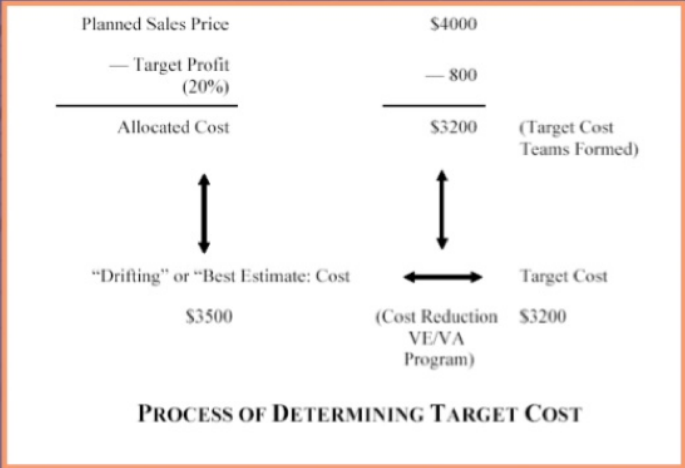 Planned Sales Price $4000
— Target Profit — 800
(20%)
Allocated Cost $3200 (Target Cost
Teams Formed)
“Drifting” or “Best Estimate: Cost Target Cost
$3500 (Cost Reduction $3200
VE/VA
Program)
PROCESS OF DETERMINING TARGET COST